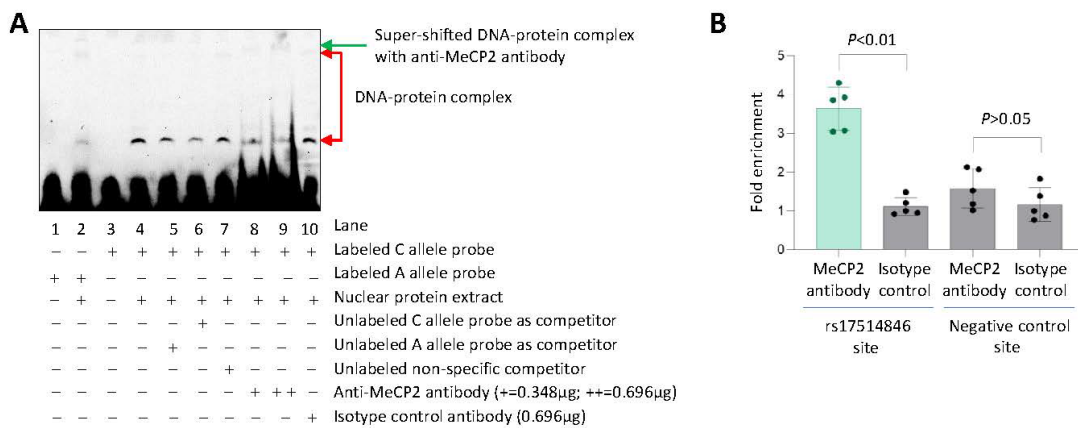 A
Super-shifted DNA-protein complex
with anti-MeCP2 antibody
DNA-protein complex
1 2 3 4 5 6 7 8 9 10 Lane
– – + + + + + + + + Labeled C allele probe
+ + – – – – – – – – Labeled A allele probe
– + – + + + + + + + Nuclear protein extract
– – – – – + – – – – Unlabeled C allele probe as competitor
– – – – + – – – – – Unlabeled A allele probe as competitor
– – – – – – + – – – Unlabeled non-specific competitor
– – – – – – – + ++ – Anti-MeCP2 antibody (+=0.348µg; ++=0.696µg)
– – – – – – – – – + Isotype control antibody (0.696µg)
B
Fold enrichment
5
4
3
2
1
0
P<0.01
P>0.05
MeCP2 Isotype MeCP2 Isotype
antibody control antibody control
rs17514846 Negative control
site site